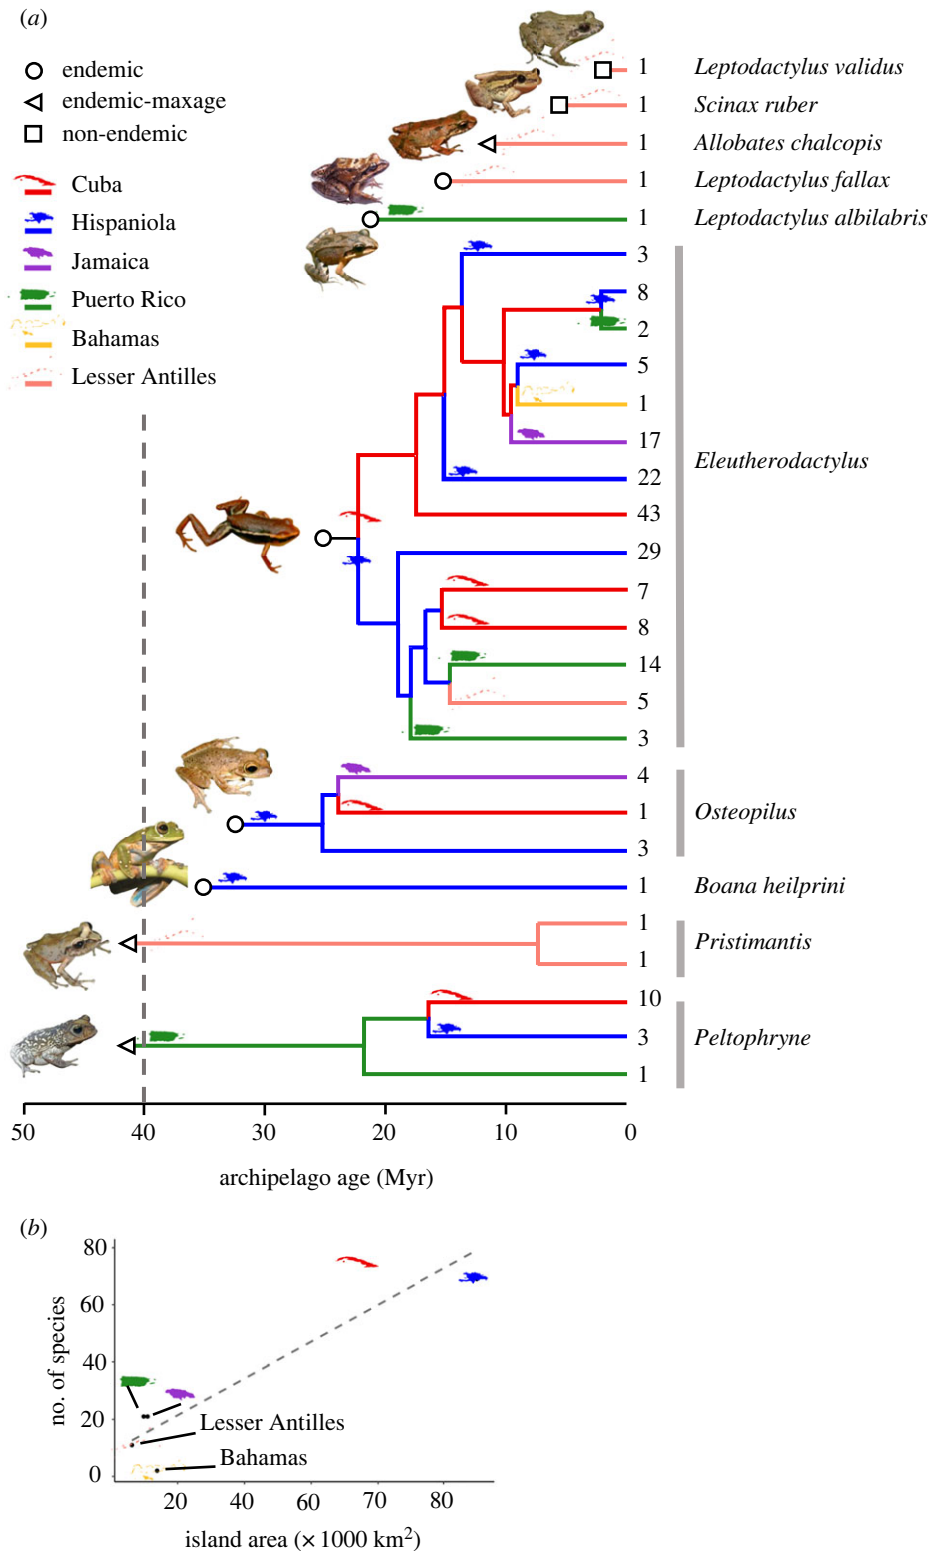 (a)
endemic
endemic-maxage
non-endemic
Cuba
Hispaniola
Jamaica
Puerto Rico
Bahamas
Lesser Antilles
1 Leptodactylus validus
1 Scinax ruber
1 Allobates chalcopis
1 Leptodactylus fallax
1 Leptodactylus albilabris
3
8
2
5
1
17
Eleutherodactylus
22
43
29
7
8
14
5
3
4
1 Osteopilus
3
1 Boana heilprini
1
Pristimantis
1
10
3 Peltophryne
1
50 40 30 20 10 0
archipelago age (Myr)
(b)
80
60
40
20
0
no. of species
Lesser Antilles
Bahamas
20 40 60 70 80
island area (× 1000 km²)